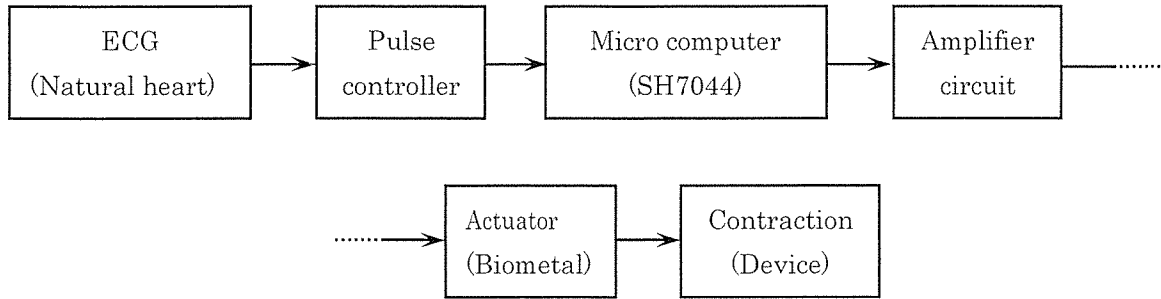 ECG
(Natural heart)
Pulse
controller
Micro computer
(SH7044)
Amplifier
circuit
Actuator
(Biometal)
Contraction
(Device)